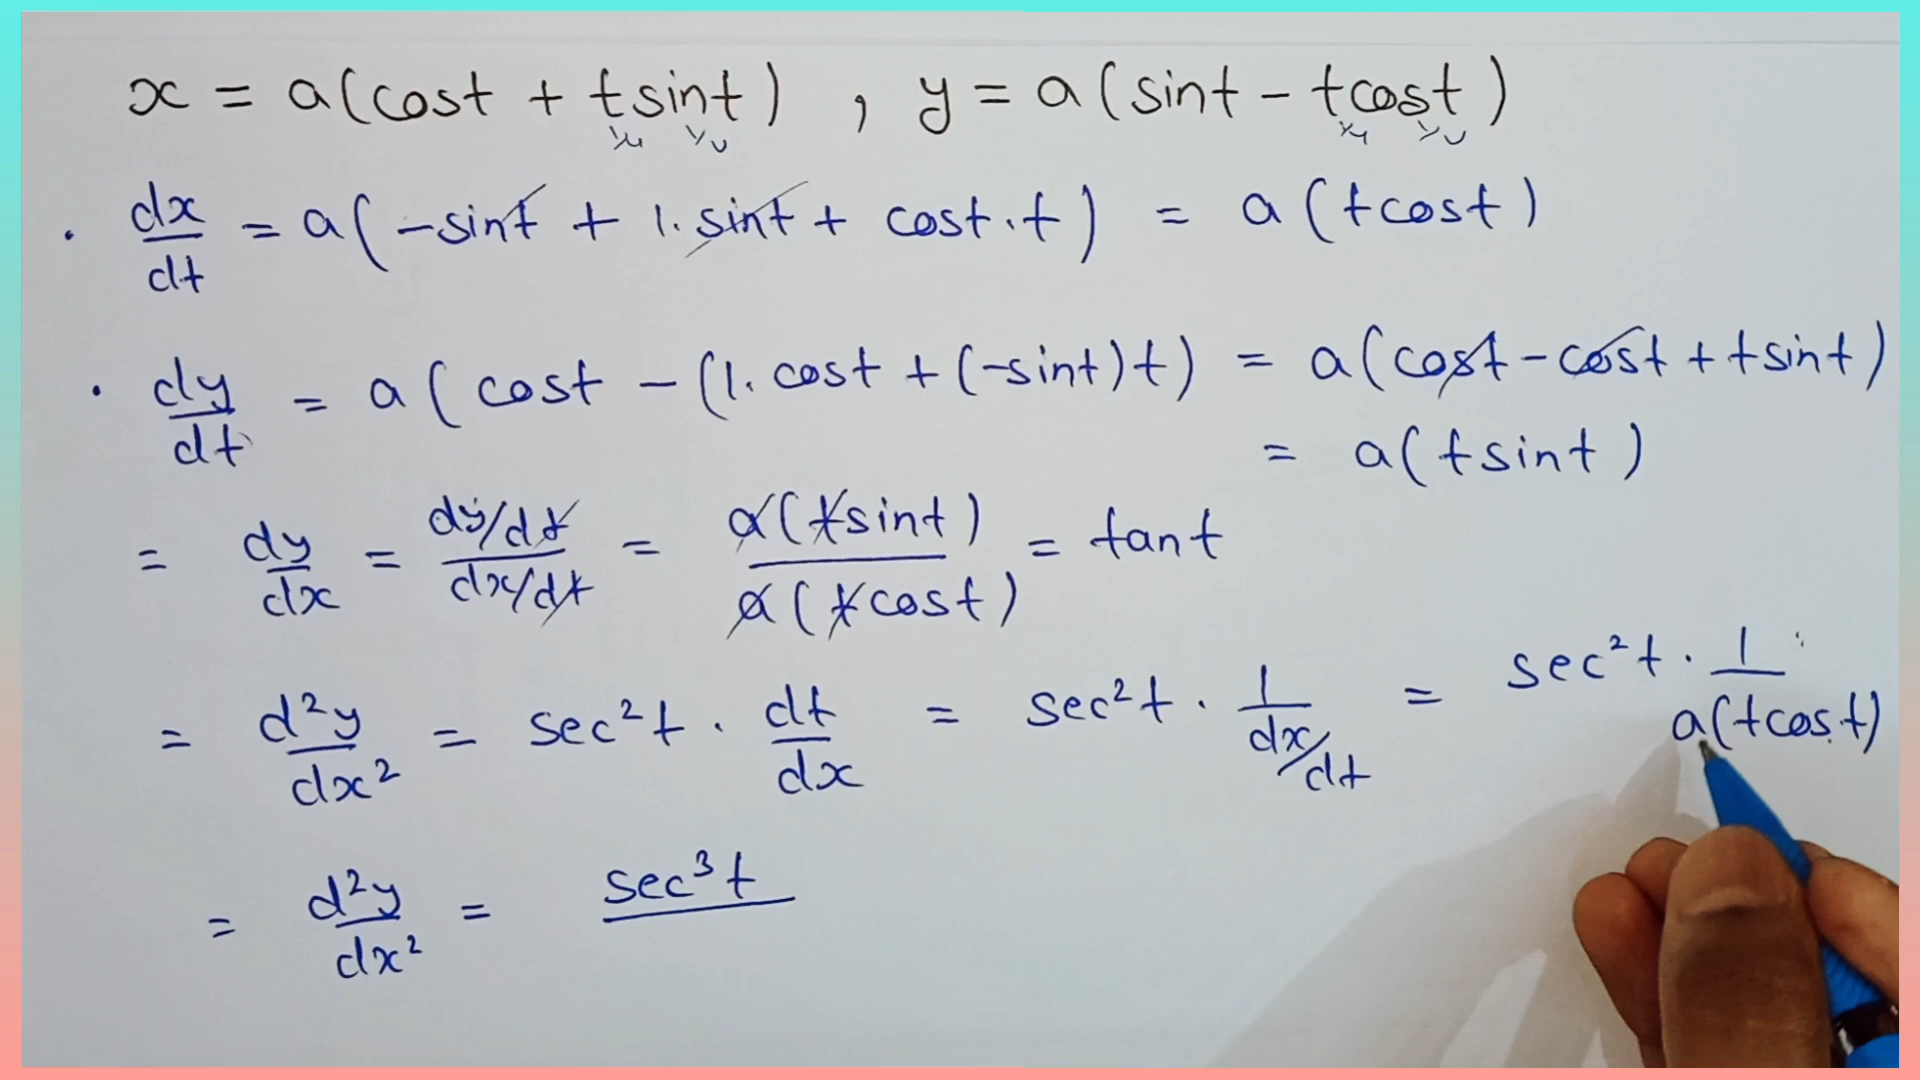 x = a(cost + tsint) , y = a(sint - tcost)
u v u v
. dx/dt = a(-sint + 1.sint + cost.t) = a(tcost)
. dy/dt = a(cost - (1.cost + (-sint)t) = a(cost - cost + tsint)
= a(tsint)
= dy/dx = dy/dt / dx/dt = a(tsint) / a(tcost) = tant
= d²y/dx² = sec²t . dt/dx = sec²t . 1/dx/dt = sec²t . 1/a(tcost)
= d²y/dx² = sec³t